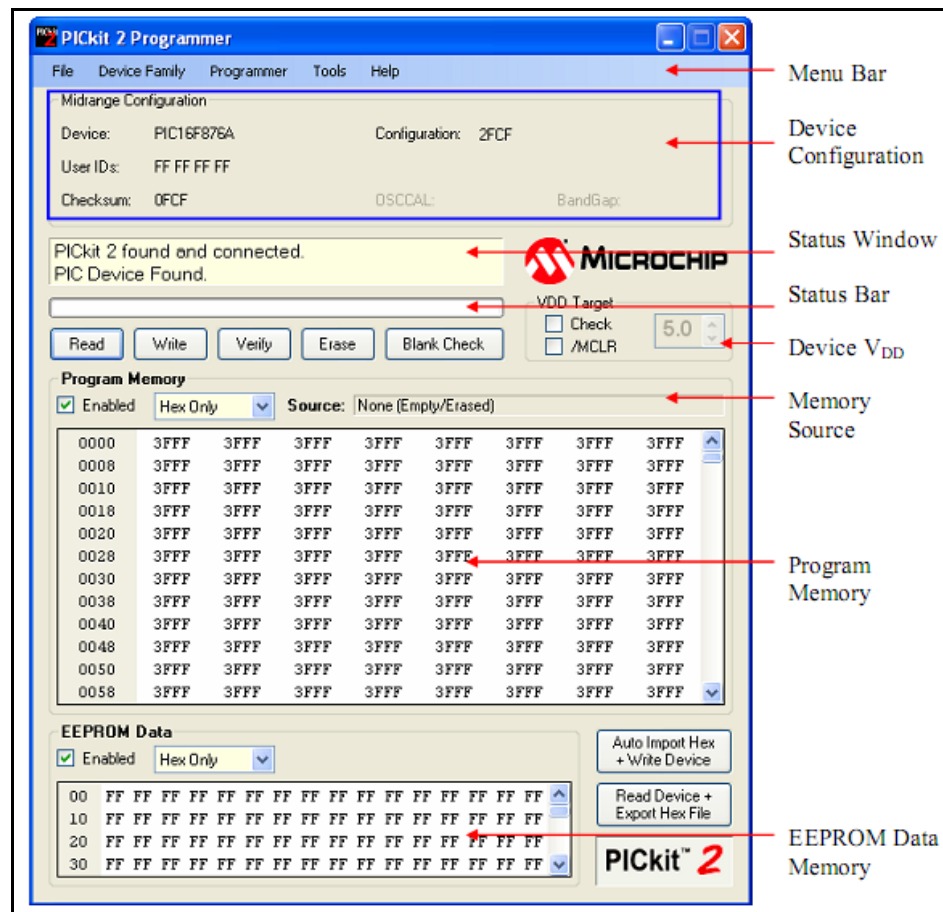 PICkit 2 Programmer
File Device Family Programmer Tools Help
Menu Bar
Midrange Configuration
Device: PIC16F876A Configuration: 2FCF
Device
Configuration
User IDs: FF FF FF FF
Checksum: 0FCF OSCCAL: BandGap:
PICkit 2 found and connected.
PIC Device Found.
MICROCHIP
Status Window
Status Bar
VDD Target
Check
/MCLR
5.0
Device VDD
Read Write Verify Erase Blank Check
Program Memory
Enabled Hex Only Source: None (Empty/Erased)
Memory
Source
0000 3FFF 3FFF 3FFF 3FFF 3FFF 3FFF 3FFF 3FFF
0008 3FFF 3FFF 3FFF 3FFF 3FFF 3FFF 3FFF 3FFF
0010 3FFF 3FFF 3FFF 3FFF 3FFF 3FFF 3FFF 3FFF
0018 3FFF 3FFF 3FFF 3FFF 3FFF 3FFF 3FFF 3FFF
0020 3FFF 3FFF 3FFF 3FFF 3FFF 3FFF 3FFF 3FFF
0028 3FFF 3FFF 3FFF 3FFF 3FFF 3FFF 3FFF 3FFF
0030 3FFF 3FFF 3FFF 3FFF 3FFF 3FFF 3FFF 3FFF
0038 3FFF 3FFF 3FFF 3FFF 3FFF 3FFF 3FFF 3FFF
0040 3FFF 3FFF 3FFF 3FFF 3FFF 3FFF 3FFF 3FFF
0048 3FFF 3FFF 3FFF 3FFF 3FFF 3FFF 3FFF 3FFF
0050 3FFF 3FFF 3FFF 3FFF 3FFF 3FFF 3FFF 3FFF
0058 3FFF 3FFF 3FFF 3FFF 3FFF 3FFF 3FFF 3FFF
Program
Memory
EEPROM Data
Enabled Hex Only
Auto Import Hex
+ Write Device
Read Device +
Export Hex File
00 FF FF FF FF FF FF FF FF FF FF FF FF FF FF FF FF
10 FF FF FF FF FF FF FF FF FF FF FF FF FF FF FF FF
20 FF FF FF FF FF FF FF FF FF FF FF FF FF FF FF FF
30 FF FF FF FF FF FF FF FF FF FF FF FF FF FF FF FF
PICkit™ 2
EEPROM Data
Memory